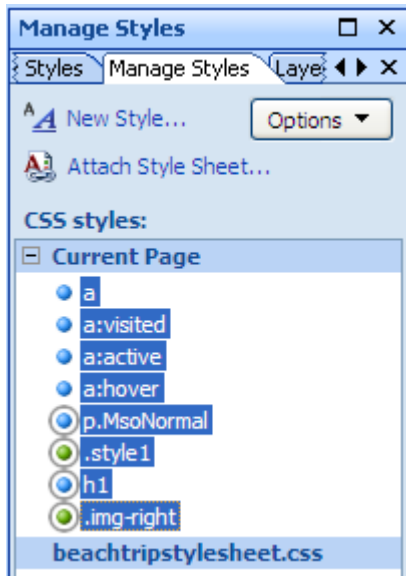 Manage Styles
Styles Manage Styles Laye
AA New Style... Options
Attach Style Sheet...
CSS styles:
Current Page
a
a:visited
a:active
a:hover
p.MsoNormal
.style1
h1
.img-right
beachtripstylesheet.css